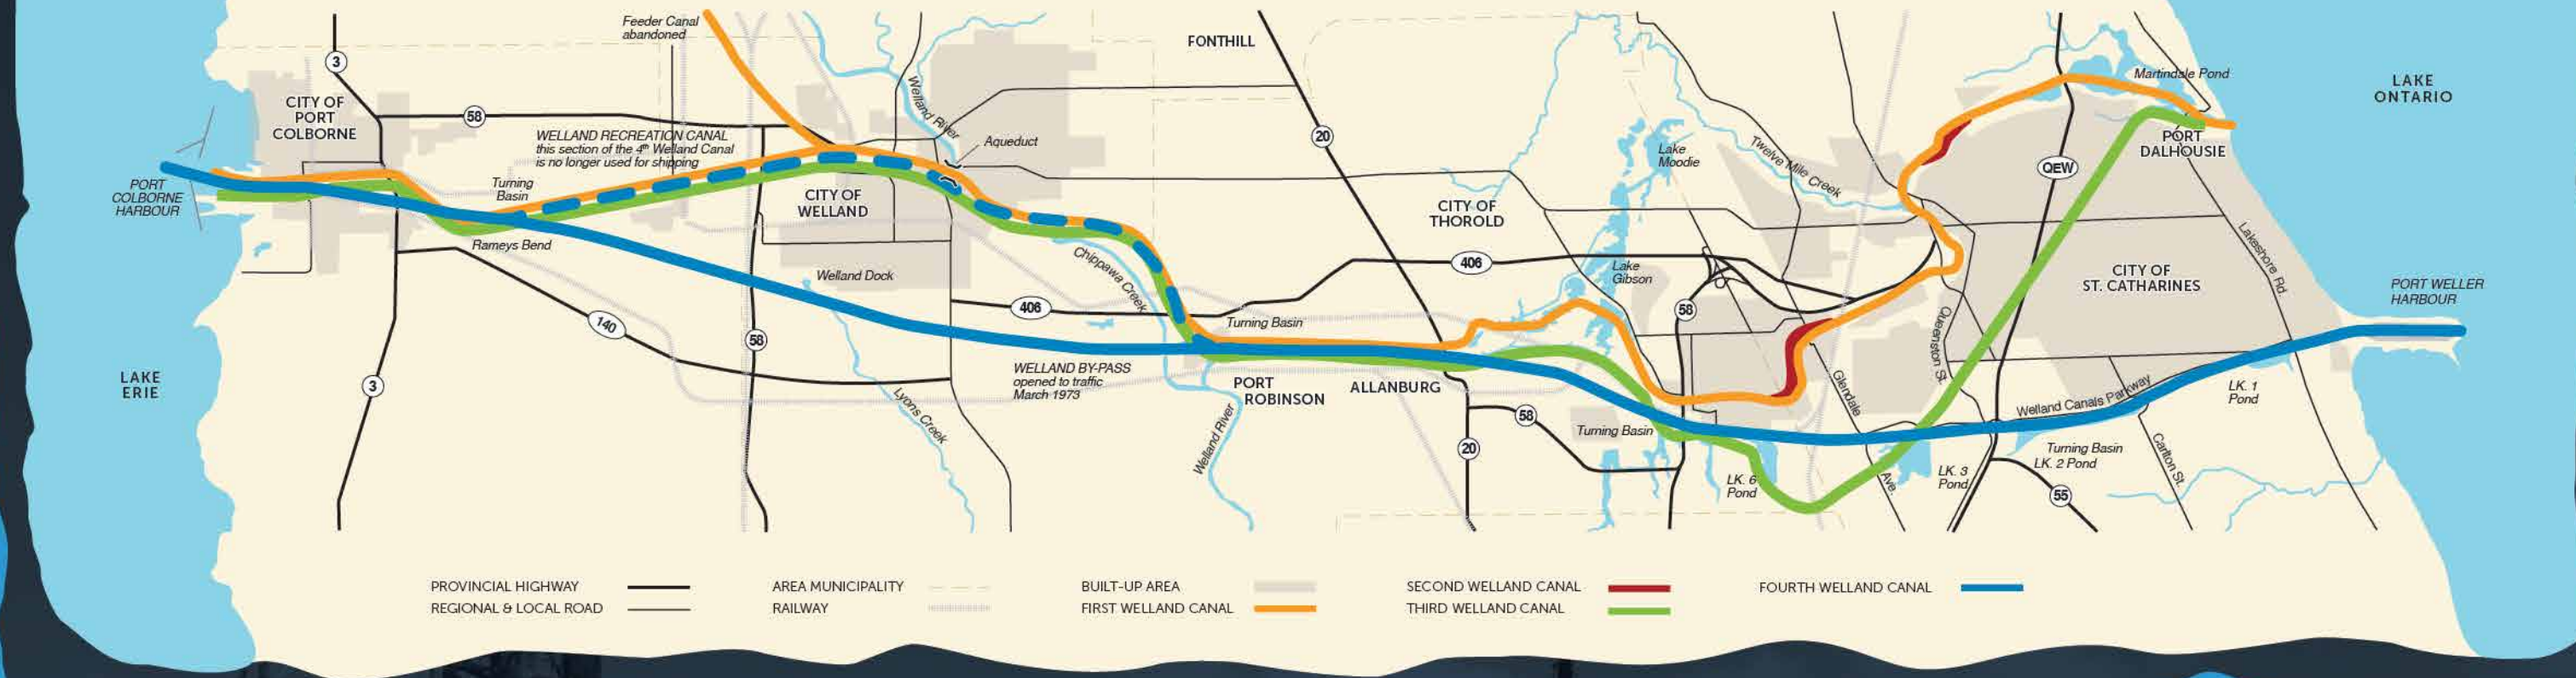 Feeder Canal
abandoned
FONTHILL
Martindale Pond
LAKE
ONTARIO
3
CITY OF
PORT
COLBORNE
58
WELLAND RECREATION CANAL
this section of the 4th Welland Canal
is no longer used for shipping
Welland River
Aqueduct
20
Lake
Moodie
Twelve Mile Creek
QEW
PORT
DALHOUSIE
PORT
COLBORNE
HARBOUR
Turning
Basin
CITY OF
WELLAND
CITY OF
THOROLD
Rameys Bend
Welland Dock
Chippawa Creek
406
Lake
Gibson
CITY OF
ST. CATHARINES
Lakeshore Rd
PORT WELLER
HARBOUR
140
58
406
Turning Basin
58
Queenston St.
LAKE
ERIE
3
WELLAND BY-PASS
opened to traffic
March 1973
PORT
ROBINSON
ALLANBURG
Glendale
Ave.
Welland Canals Parkway
LK. 1
Pond
Lyons Creek
Welland River
58
20
Turning Basin
LK. 6
Pond
LK. 3
Pond
Turning Basin
LK. 2 Pond
Carlton St.
55
PROVINCIAL HIGHWAY
REGIONAL & LOCAL ROAD
AREA MUNICIPALITY
RAILWAY
BUILT-UP AREA
FIRST WELLAND CANAL
SECOND WELLAND CANAL
THIRD WELLAND CANAL
FOURTH WELLAND CANAL